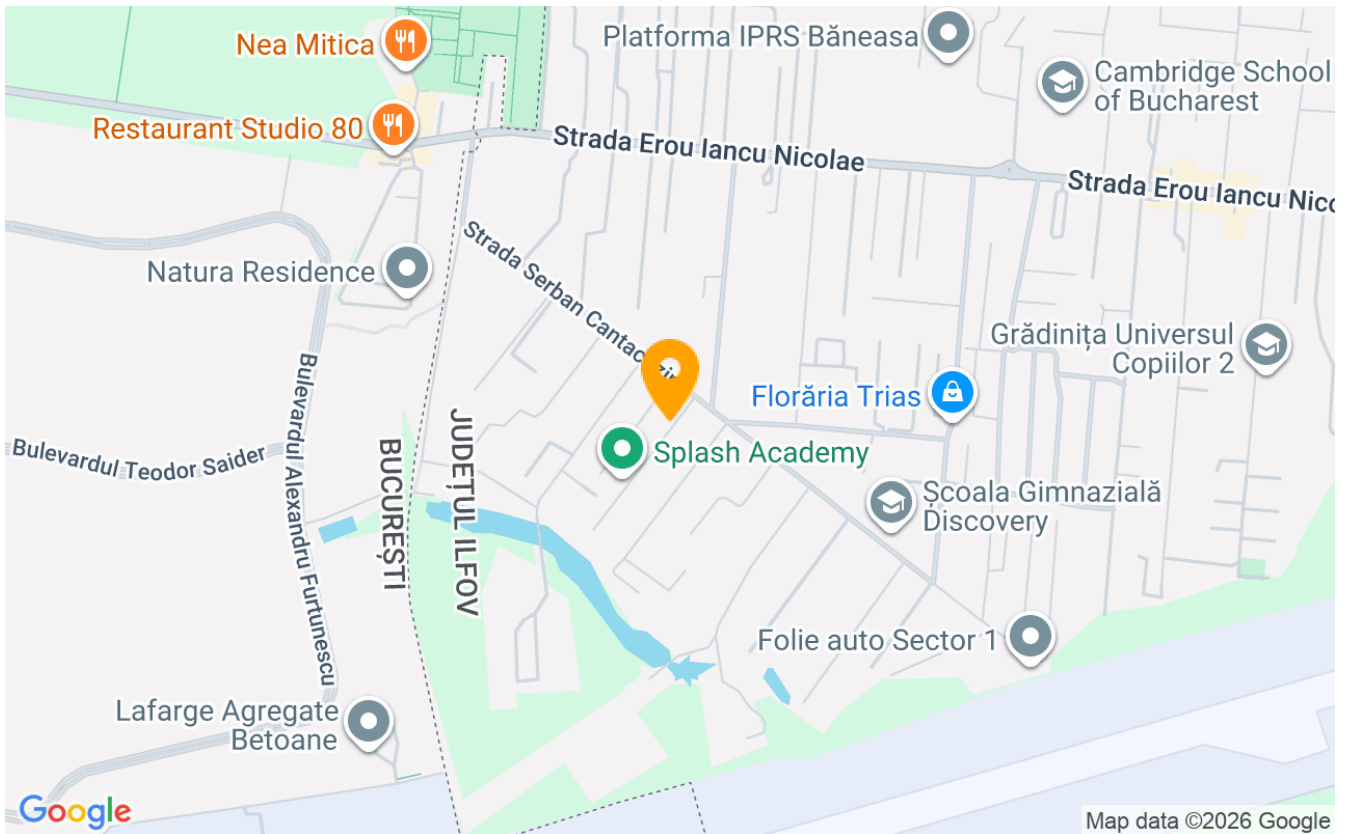 Nea Mitica
Platforma IPRS Băneasa
Cambridge School
of Bucharest
Restaurant Studio 80
Strada Erou Iancu Nicolae
Strada Erou Iancu Nico
Strada Serban Cantac
Natura Residence
Grădinița Universul
Copiilor 2
Florăria Trias
Bulevardul Alexandru Furtunescu
Bulevardul Teodor Saider
JUDEȚUL ILFOV
BUCUREȘTI
Splash Academy
Școala Gimnazială
Discovery
Folie auto Sector 1
Lafarge Agregate
Betoane
Google
Map data ©2026 Google